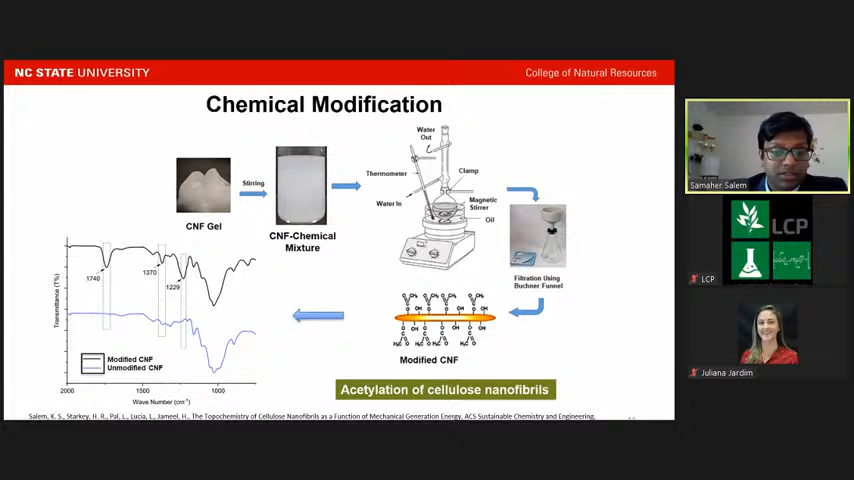 NC STATE UNIVERSITY
College of Natural Resources
Chemical Modification
CNF Gel
Stirring
CNF-Chemical
Mixture
Water
Out
Thermometer
Clamp
Water In
Magnetic
Stirrer
Oil
Filtration Using
Buchner Funnel
Modified CNF
Acetylation of cellulose nanofibrils
1740
1370
1229
Transmittance (T%)
Modified CNF
Unmodified CNF
2000
1500
1000
Wave Number (cm⁻¹)
Salem, K. S., Starkey, H. R., Pal, L., Lucia, L., Jameel, H., The Topochemistry of Cellulose Nanofibrils as a Function of Mechanical Generation Energy, ACS Sustainable Chemistry and Engineering,
Samaher Salem
LCP
LCP
Juliana Jardim